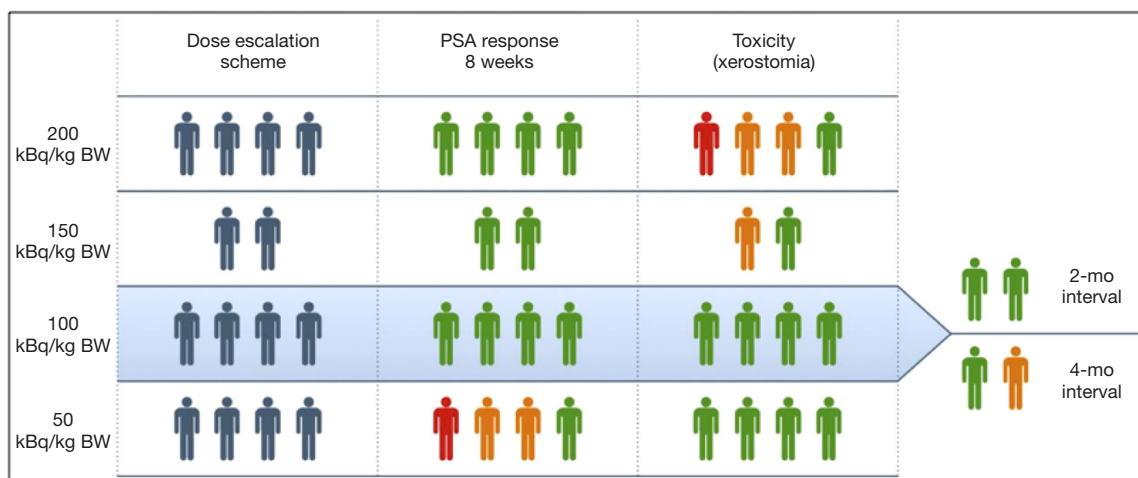 Dose escalation
scheme
PSA response
8 weeks
Toxicity
(xerostomia)
200
kBq/kg BW
150
kBq/kg BW
100
kBq/kg BW
50
kBq/kg BW
2-mo
interval
4-mo
interval